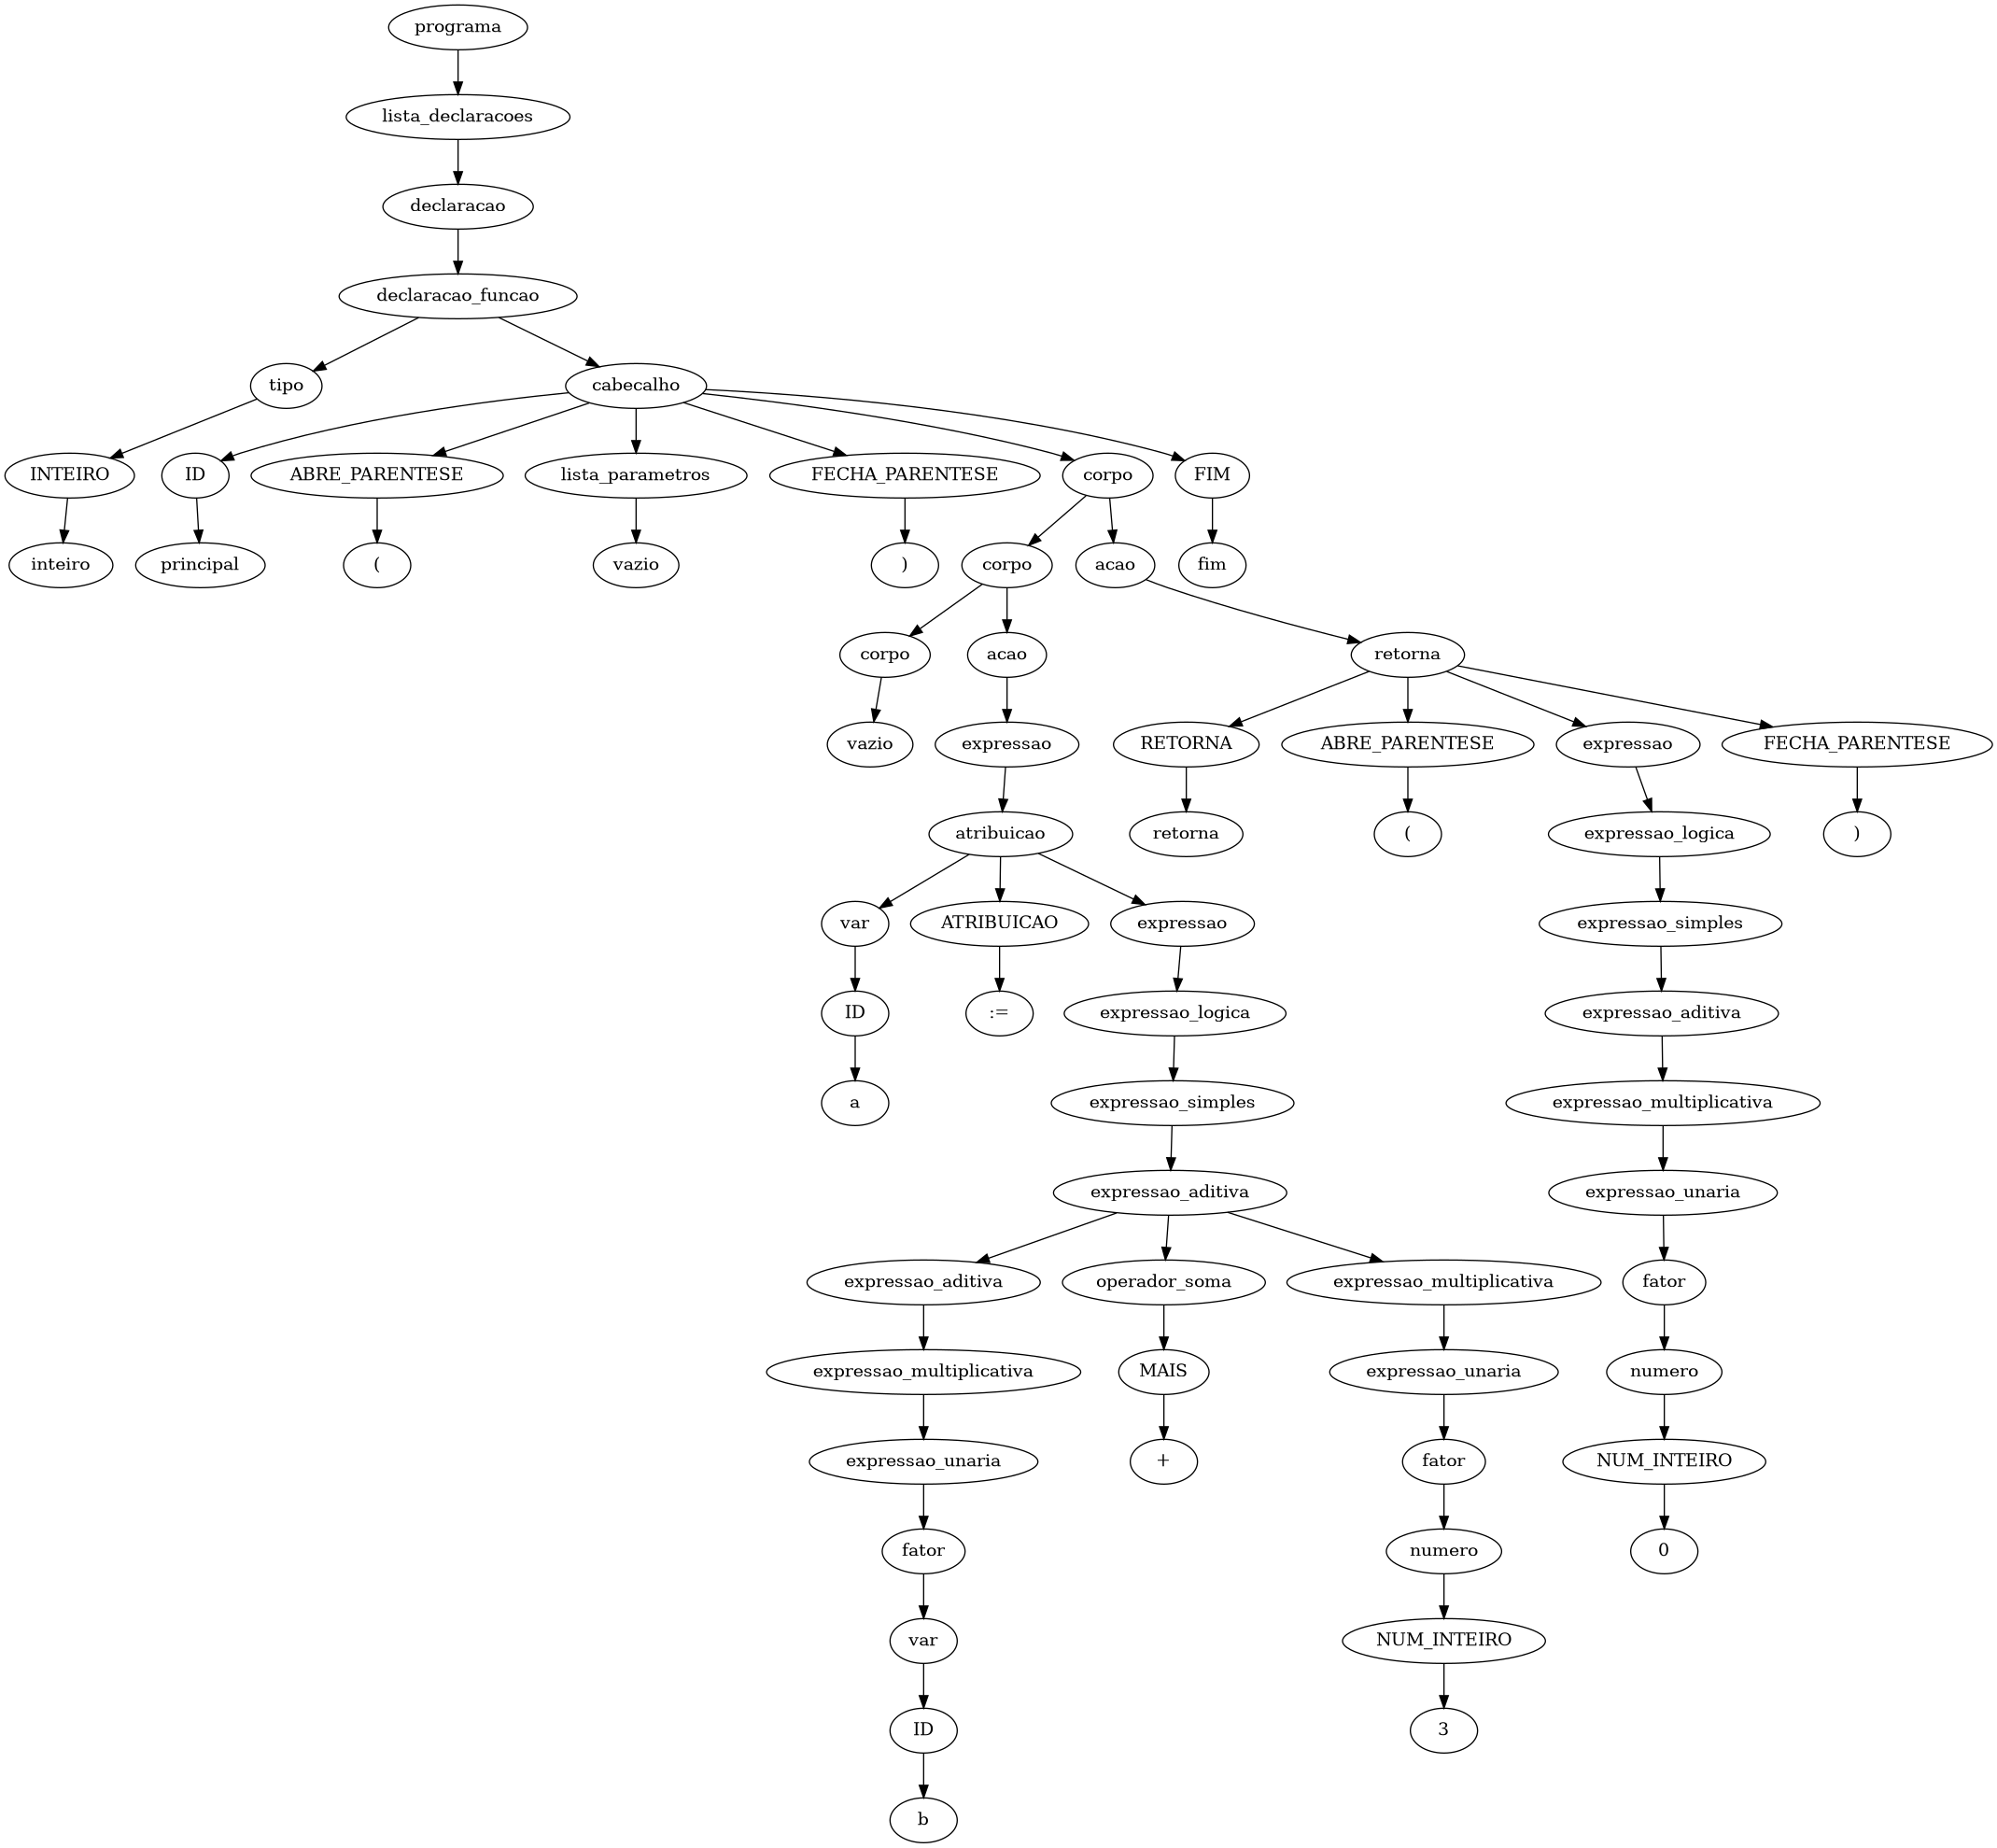 programa
lista_declaracoes
declaracao
declaracao_funcao
tipo
cabecalho
INTEIRO
ID
ABRE_PARENTESE
lista_parametros
FECHA_PARENTESE
corpo
FIM
inteiro
principal
(
vazio
)
corpo
acao
fim
corpo
acao
retorna
vazio
expressao
RETORNA
ABRE_PARENTESE
expressao
FECHA_PARENTESE
atribuicao
retorna
(
expressao_logica
)
var
ATRIBUICAO
expressao
expressao_simples
ID
:=
expressao_logica
expressao_aditiva
a
expressao_simples
expressao_multiplicativa
expressao_aditiva
expressao_unaria
expressao_aditiva
operador_soma
expressao_multiplicativa
fator
expressao_multiplicativa
MAIS
expressao_unaria
numero
expressao_unaria
+
fator
NUM_INTEIRO
fator
numero
0
var
NUM_INTEIRO
ID
3
b